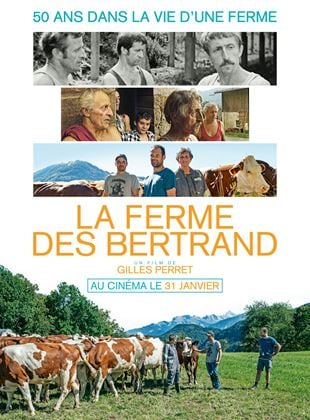 50 ANS DANS LA VIE D'UNE FERME
LA FERME
DES BERTRAND
UN FILM DE
GILLES PERRET
AU CINÉMA LE 31 JANVIER